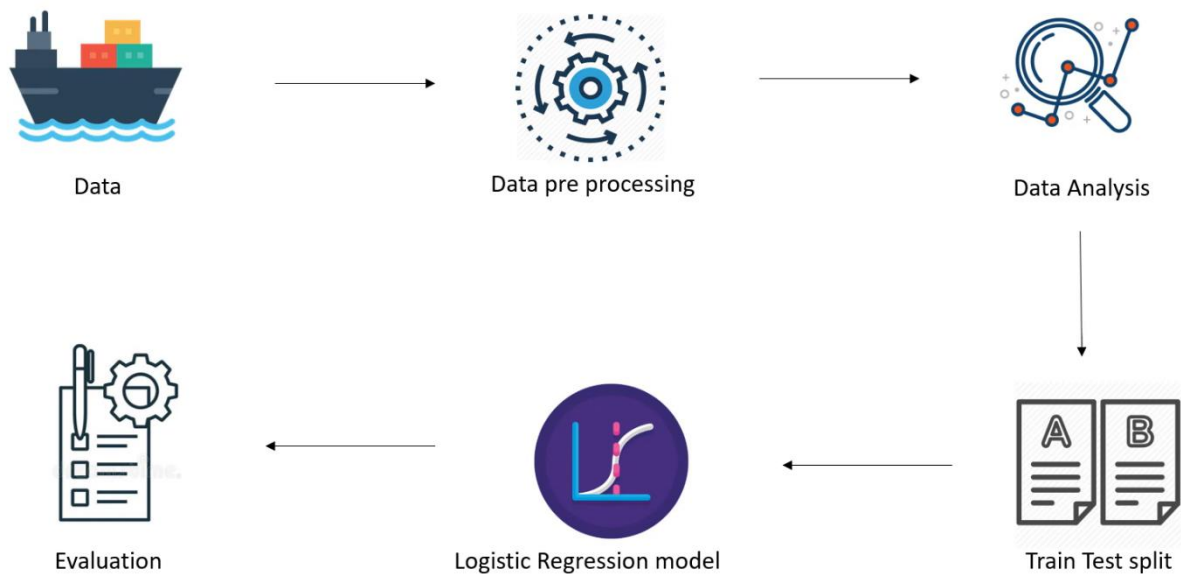 Data
Data pre processing
Data Analysis
A
B
Train Test split
Logistic Regression model
Evaluation